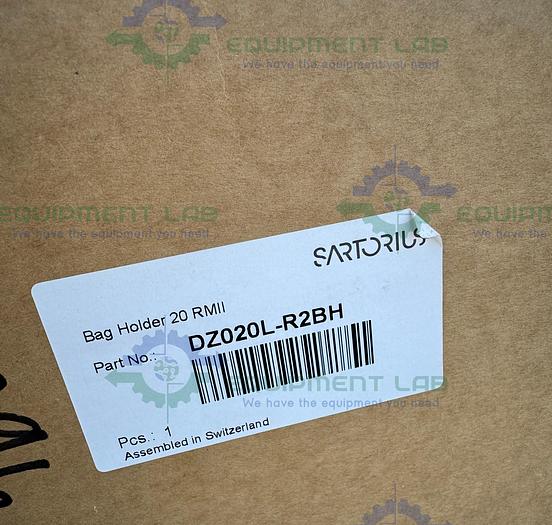 EQUIPMENT LAB
We have the equipment you need
EQUIPMENT LAB
We have the equipment you need
EQUIPMENT
We have the
SARTORIUS
Bag Holder 20 RMII
Part No.:
DZ020L-R2BH
EQUIPMENT LAB
We have the equipment you need
Pcs.: 1
Assembled in Switzerland